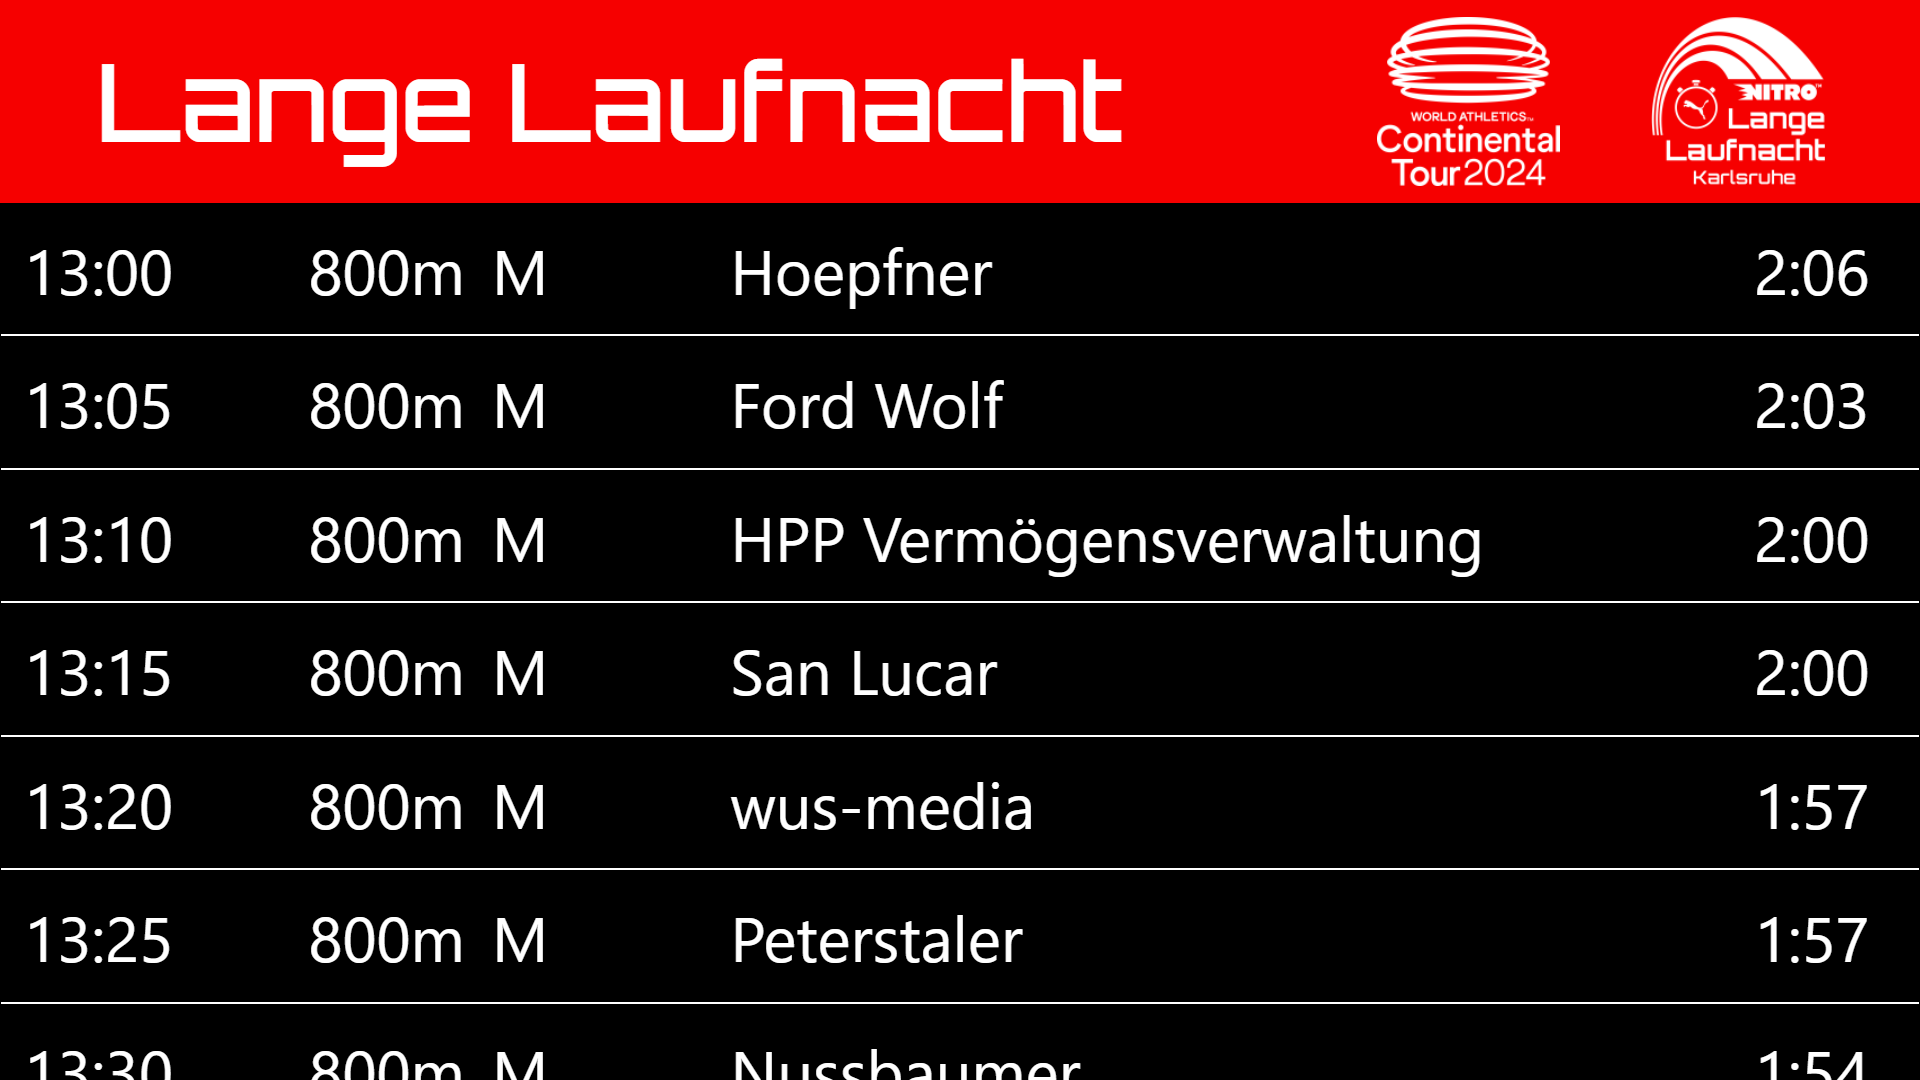 Lange Laufnacht
WORLD ATHLETICS™
Continental
Tour 2024
NITRO™
Lange
Laufnacht
Karlsruhe
13:00 800m M Hoepfner 2:06
13:05 800m M Ford Wolf 2:03
13:10 800m M HPP Vermögensverwaltung 2:00
13:15 800m M San Lucar 2:00
13:20 800m M wus-media 1:57
13:25 800m M Peterstaler 1:57
13:30 800m M Nussbaumer 1:54